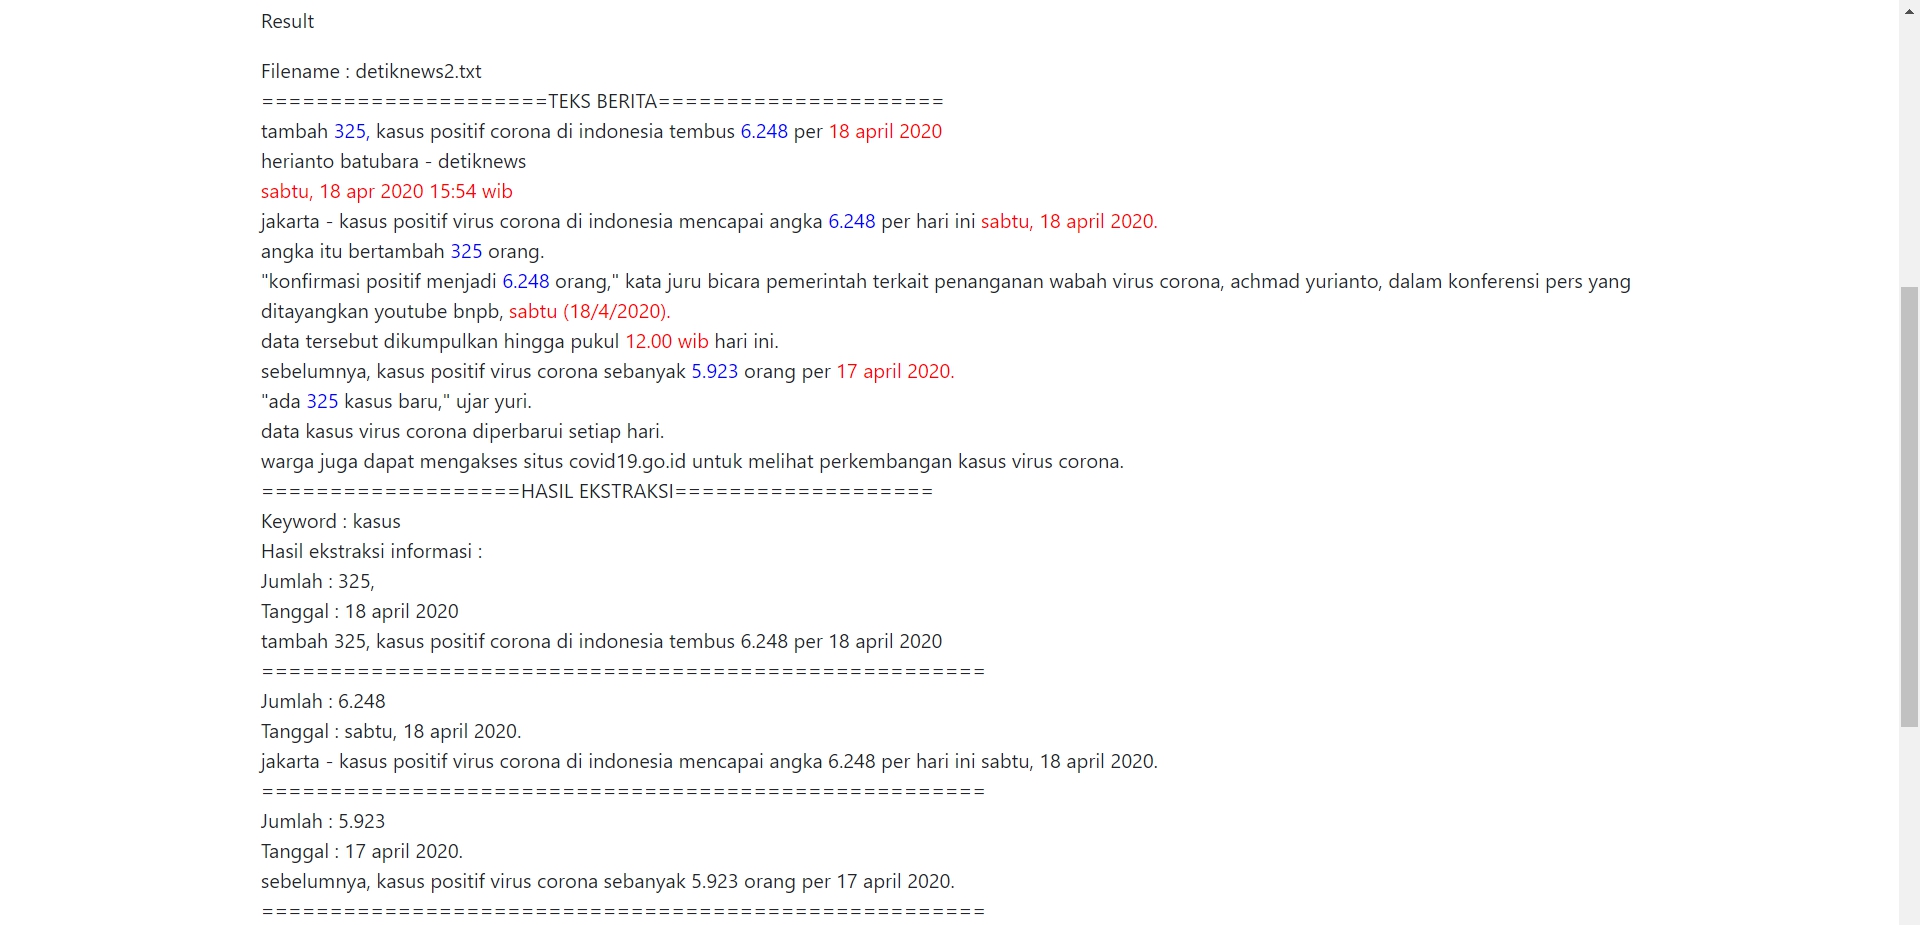 Result
Filename : detiknews2.txt
=====================TEKS BERITA=====================
tambah 325, kasus positif corona di indonesia tembus 6.248 per 18 april 2020
herianto batubara - detiknews
sabtu, 18 apr 2020 15:54 wib
jakarta - kasus positif virus corona di indonesia mencapai angka 6.248 per hari ini sabtu, 18 april 2020.
angka itu bertambah 325 orang.
"konfirmasi positif menjadi 6.248 orang," kata juru bicara pemerintah terkait penanganan wabah virus corona, achmad yurianto, dalam konferensi pers yang
ditayangkan youtube bnpb, sabtu (18/4/2020).
data tersebut dikumpulkan hingga pukul 12.00 wib hari ini.
sebelumnya, kasus positif virus corona sebanyak 5.923 orang per 17 april 2020.
"ada 325 kasus baru," ujar yuri.
data kasus virus corona diperbarui setiap hari.
warga juga dapat mengakses situs covid19.go.id untuk melihat perkembangan kasus virus corona.
===================HASIL EKSTRAKSI===================
Keyword : kasus
Hasil ekstraksi informasi :
Jumlah : 325,
Tanggal : 18 april 2020
tambah 325, kasus positif corona di indonesia tembus 6.248 per 18 april 2020
=====================================================
Jumlah : 6.248
Tanggal : sabtu, 18 april 2020.
jakarta - kasus positif virus corona di indonesia mencapai angka 6.248 per hari ini sabtu, 18 april 2020.
=====================================================
Jumlah : 5.923
Tanggal : 17 april 2020.
sebelumnya, kasus positif virus corona sebanyak 5.923 orang per 17 april 2020.
=====================================================